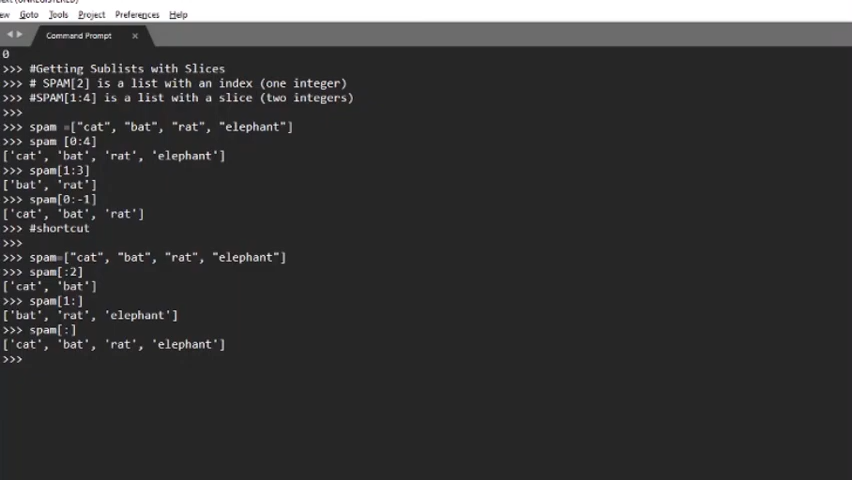 Goto Tools Project Preferences Help
Command Prompt ×
0
>>> #Getting Sublists with Slices
>>> # SPAM[2] is a list with an index (one integer)
>>> #SPAM[1:4] is a list with a slice (two integers)
>>>
>>> spam =["cat", "bat", "rat", "elephant"]
>>> spam [0:4]
['cat', 'bat', 'rat', 'elephant']
>>> spam[1:3]
['bat', 'rat']
>>> spam[0:-1]
['cat', 'bat', 'rat']
>>> #shortcut
>>>
>>> spam=["cat", "bat", "rat", "elephant"]
>>> spam[:2]
['cat', 'bat']
>>> spam[1:]
['bat', 'rat', 'elephant']
>>> spam[:]
['cat', 'bat', 'rat', 'elephant']
>>>